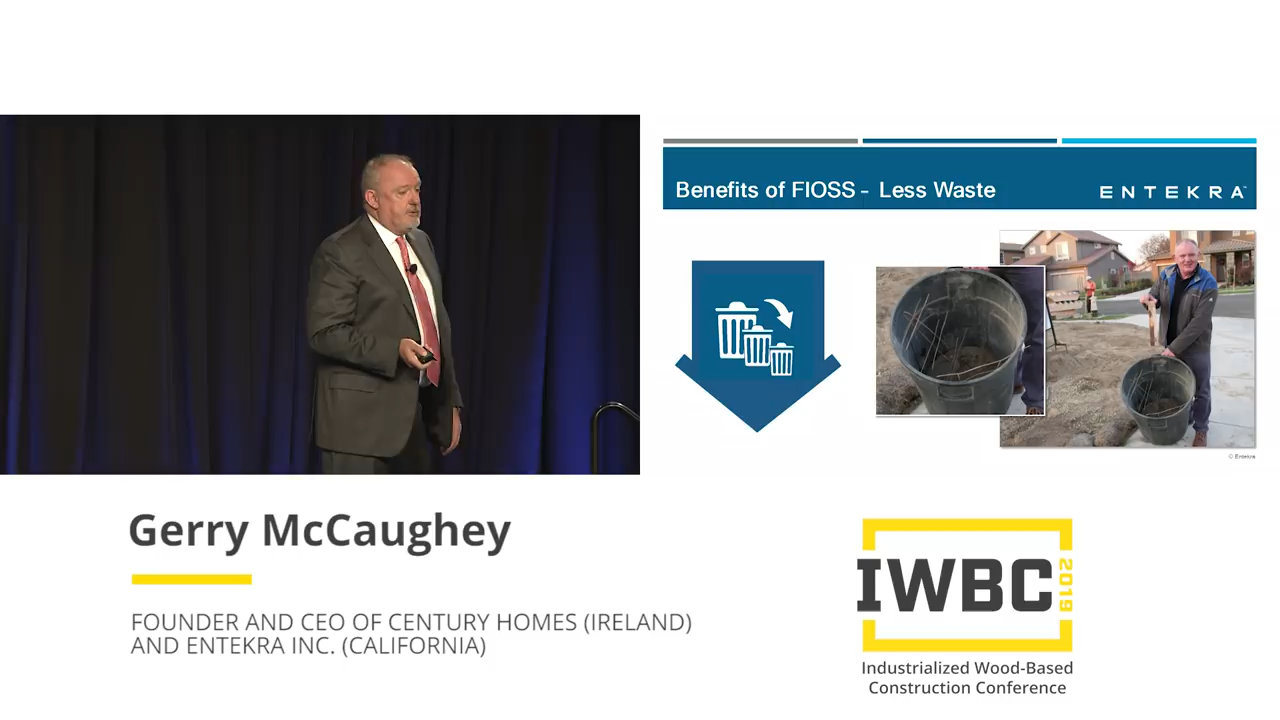 Benefits of FIOSS – Less Waste
ENTEKRA™
© Entekra
Gerry McCaughey
FOUNDER AND CEO OF CENTURY HOMES (IRELAND)
AND ENTEKRA INC. (CALIFORNIA)
IWBC 2019
Industrialized Wood-Based
Construction Conference